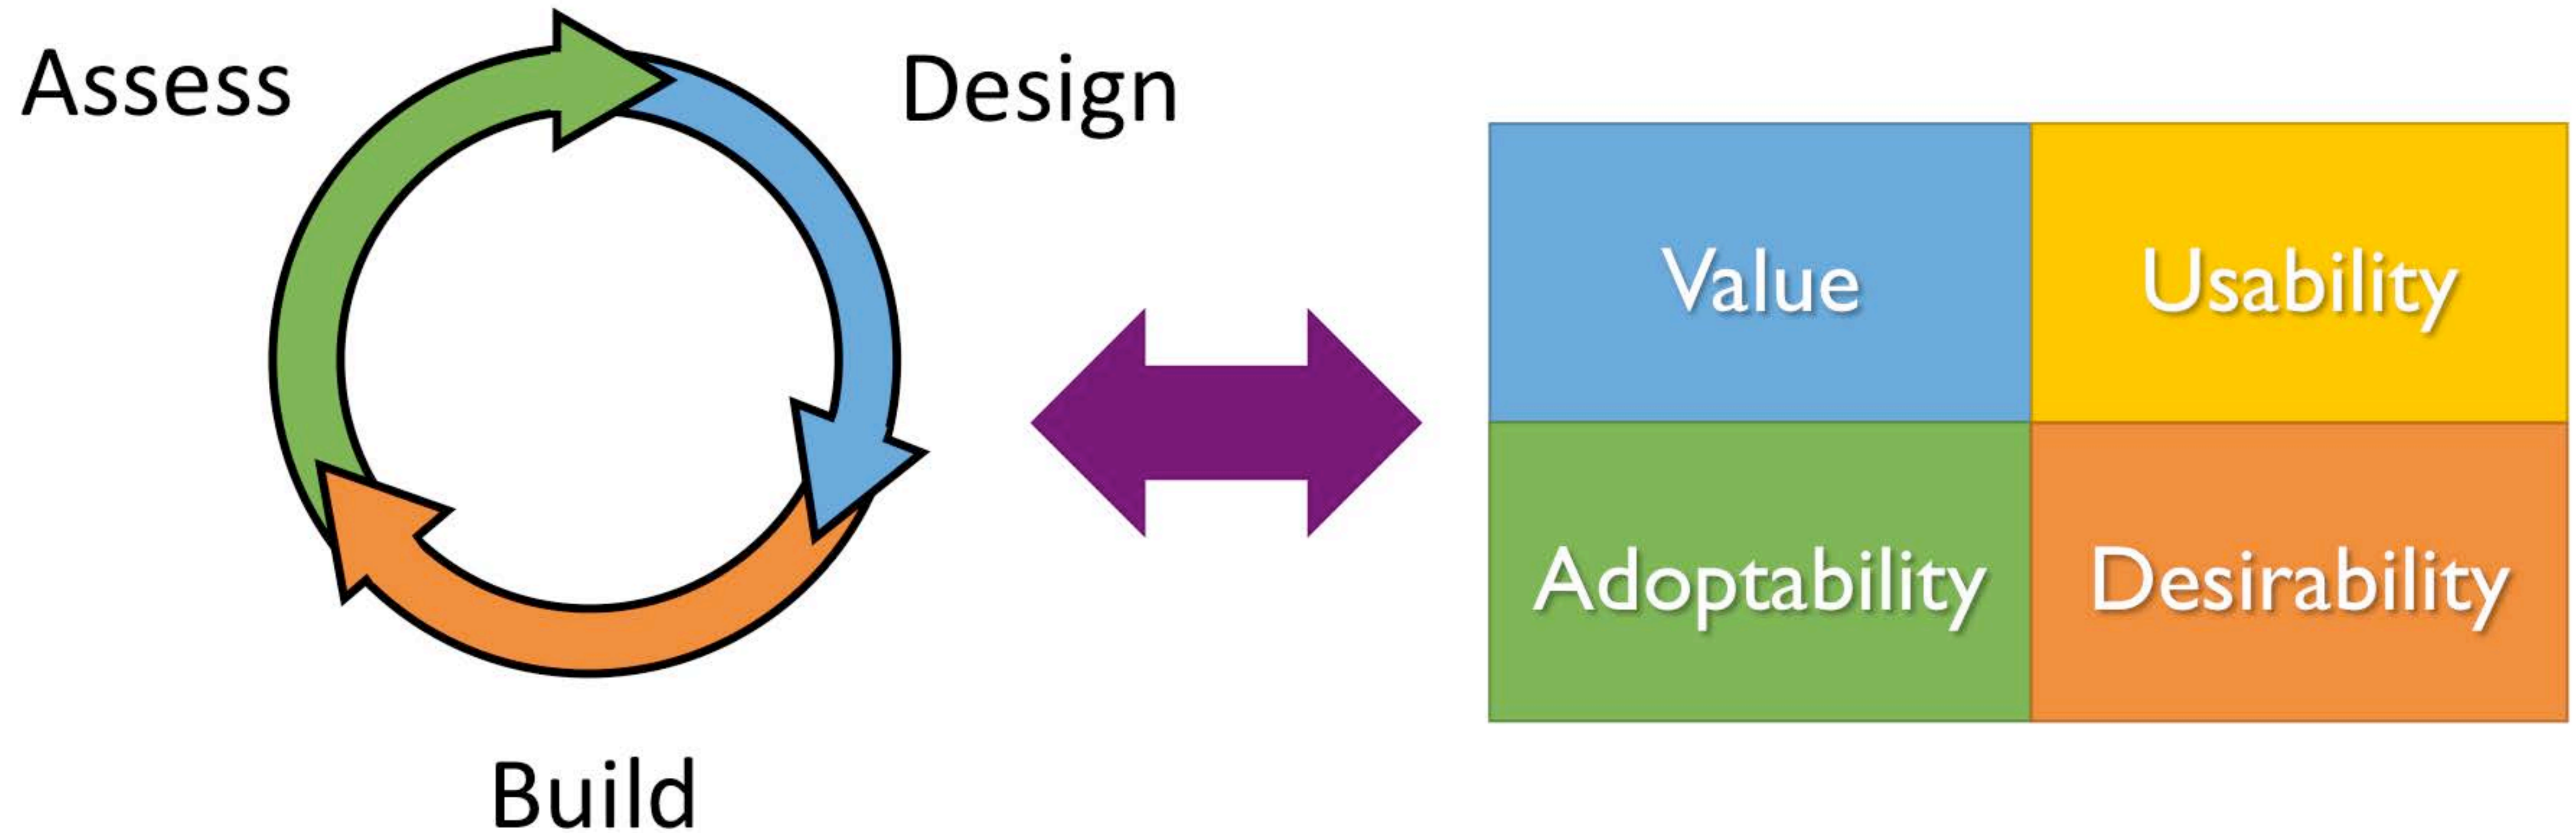 Assess
Design
Build
Value
Usability
Adoptability
Desirability